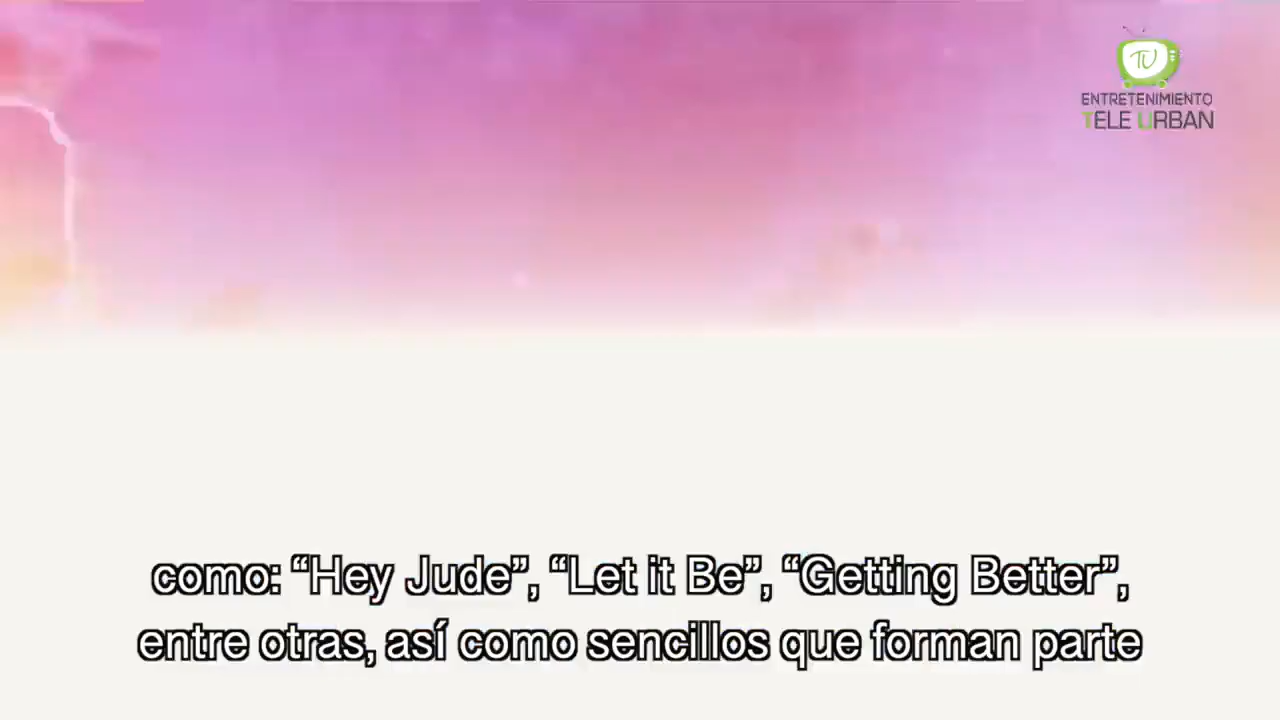 TU
ENTRETENIMIENTO
TELE URBAN
como: “Hey Jude”, “Let it Be”, “Getting Better”,
entre otras, así como sencillos que forman parte